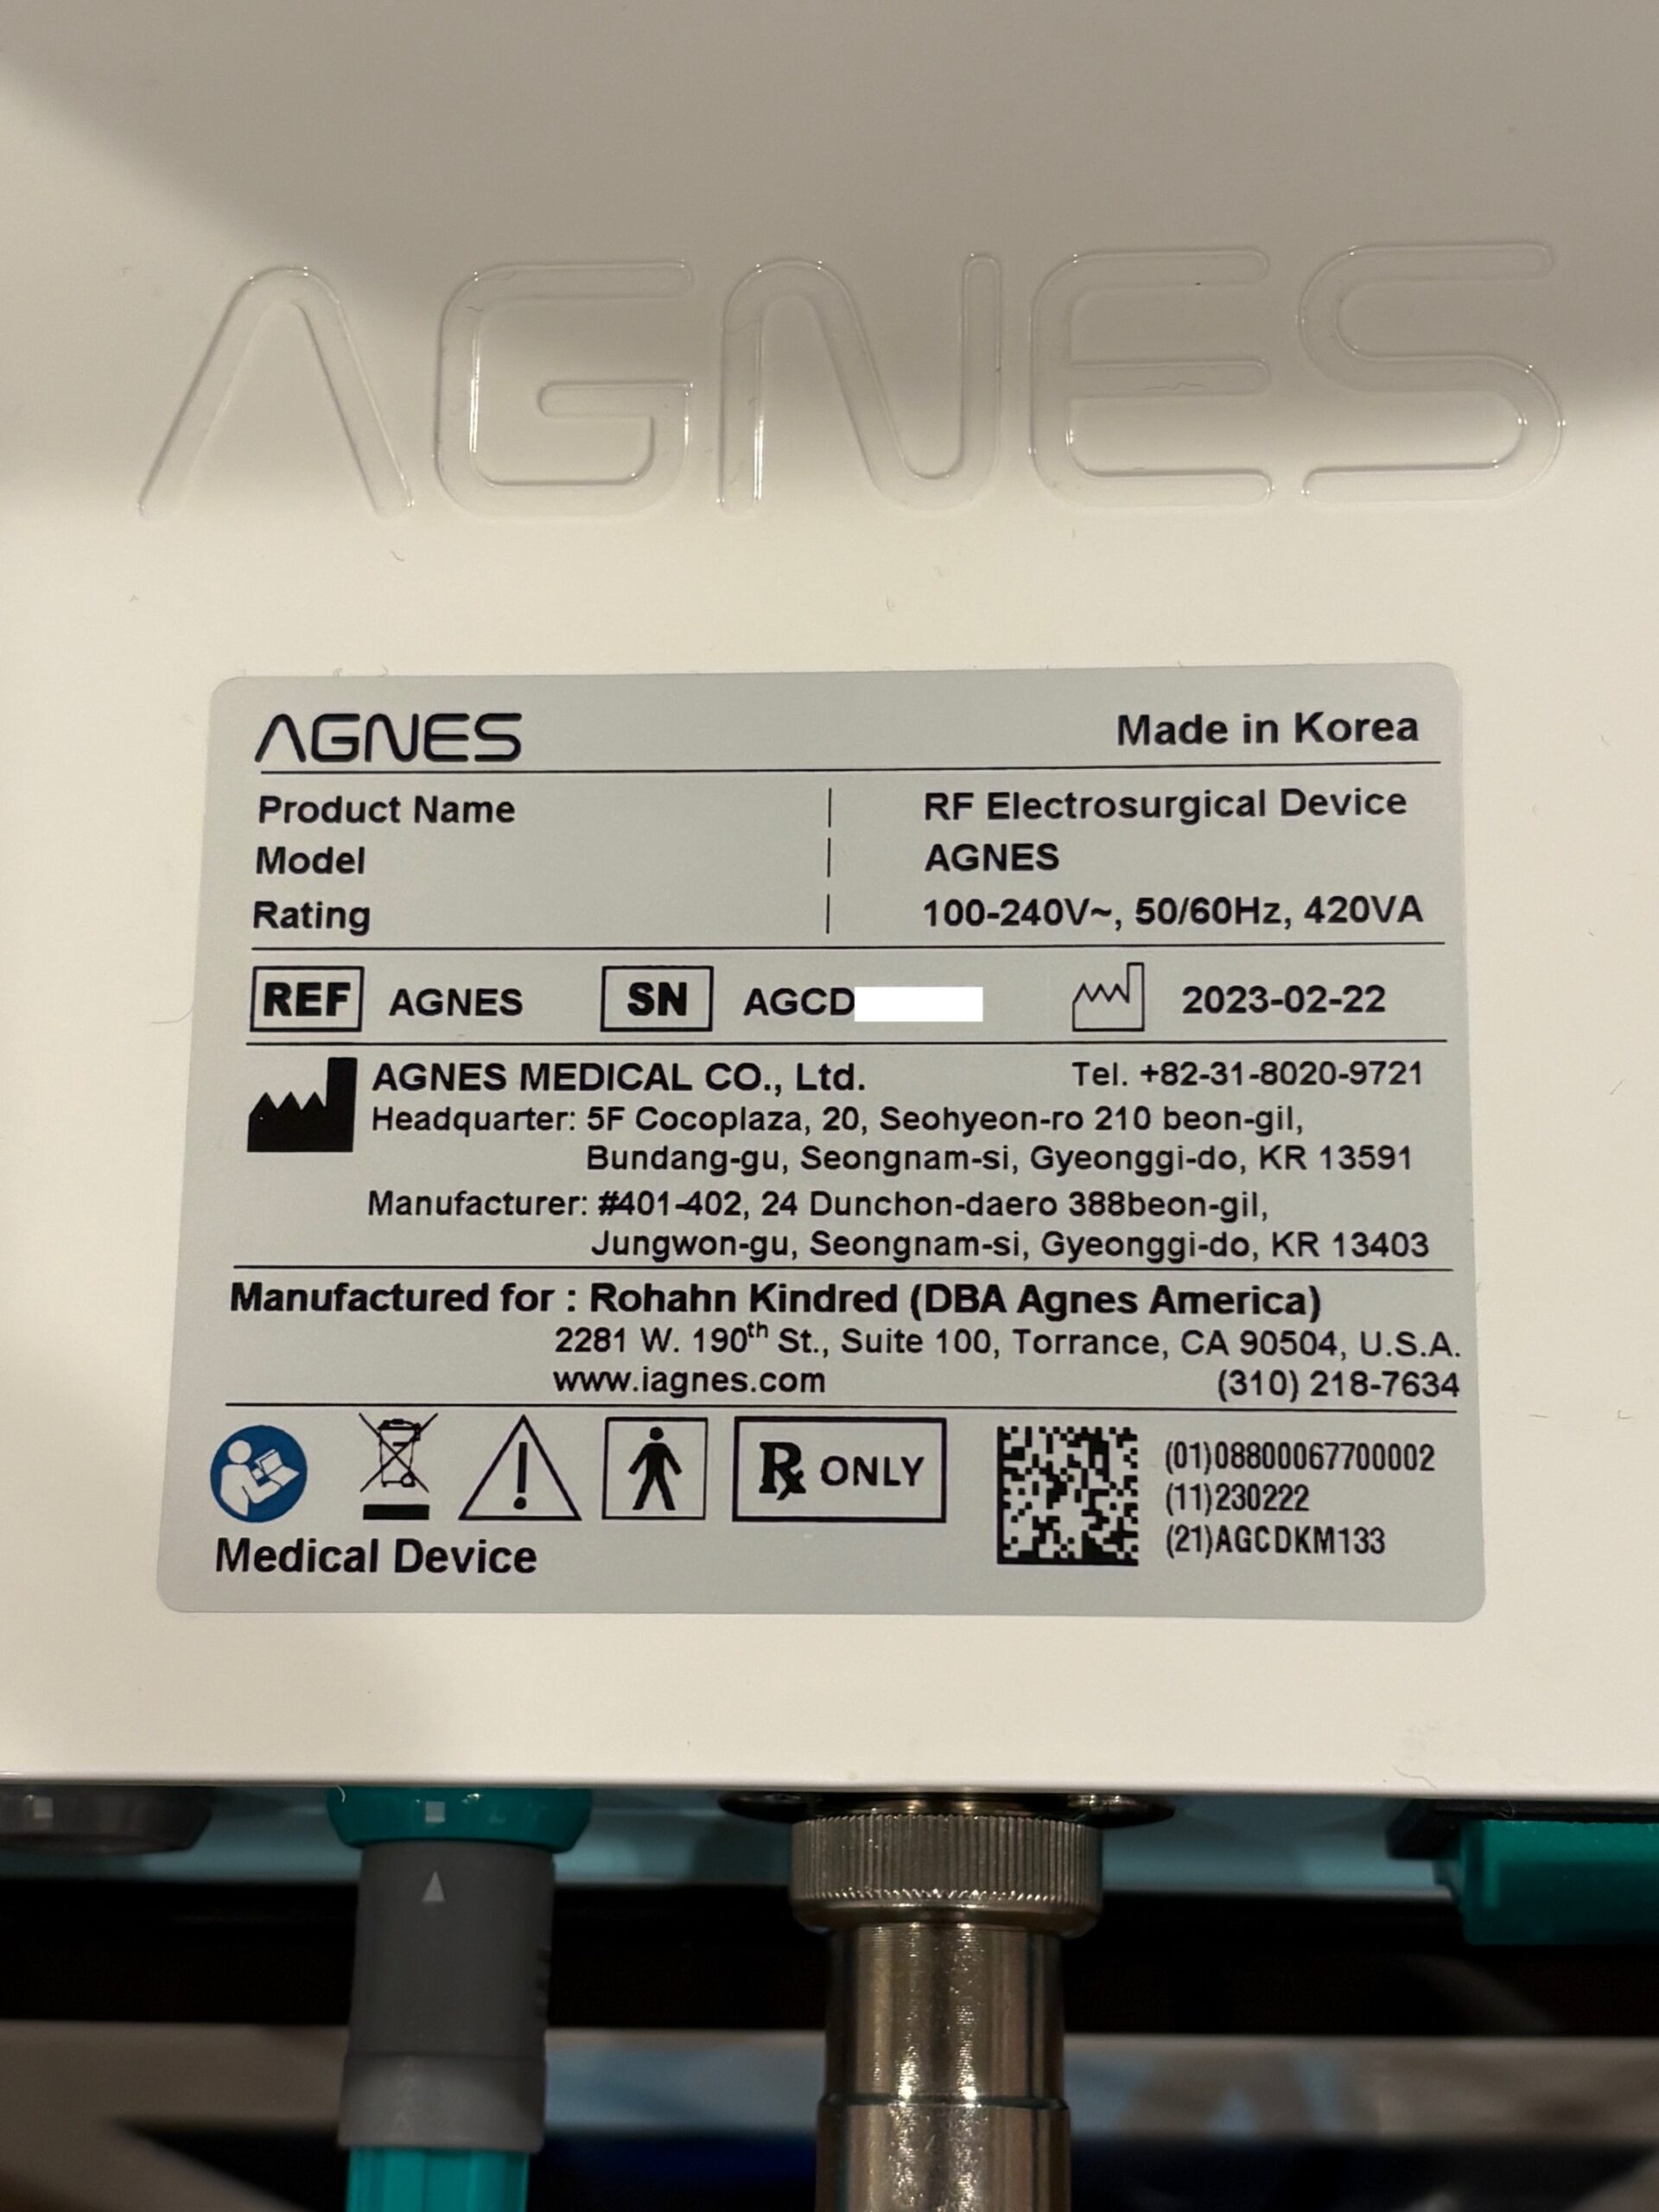 AGNES
AGNES Made in Korea
Product Name | RF Electrosurgical Device
Model | AGNES
Rating | 100-240V~, 50/60Hz, 420VA
REF AGNES SN AGCD 2023-02-22
AGNES MEDICAL CO., Ltd. Tel. +82-31-8020-9721
Headquarter: 5F Cocoplaza, 20, Seohyeon-ro 210 beon-gil,
Bundang-gu, Seongnam-si, Gyeonggi-do, KR 13591
Manufacturer: #401-402, 24 Dunchon-daero 388beon-gil,
Jungwon-gu, Seongnam-si, Gyeonggi-do, KR 13403
Manufactured for : Rohahn Kindred (DBA Agnes America)
2281 W. 190th St., Suite 100, Torrance, CA 90504, U.S.A.
www.iagnes.com (310) 218-7634
Rx ONLY
(01)08800067700002
(11)230222
(21)AGCDKM133
Medical Device